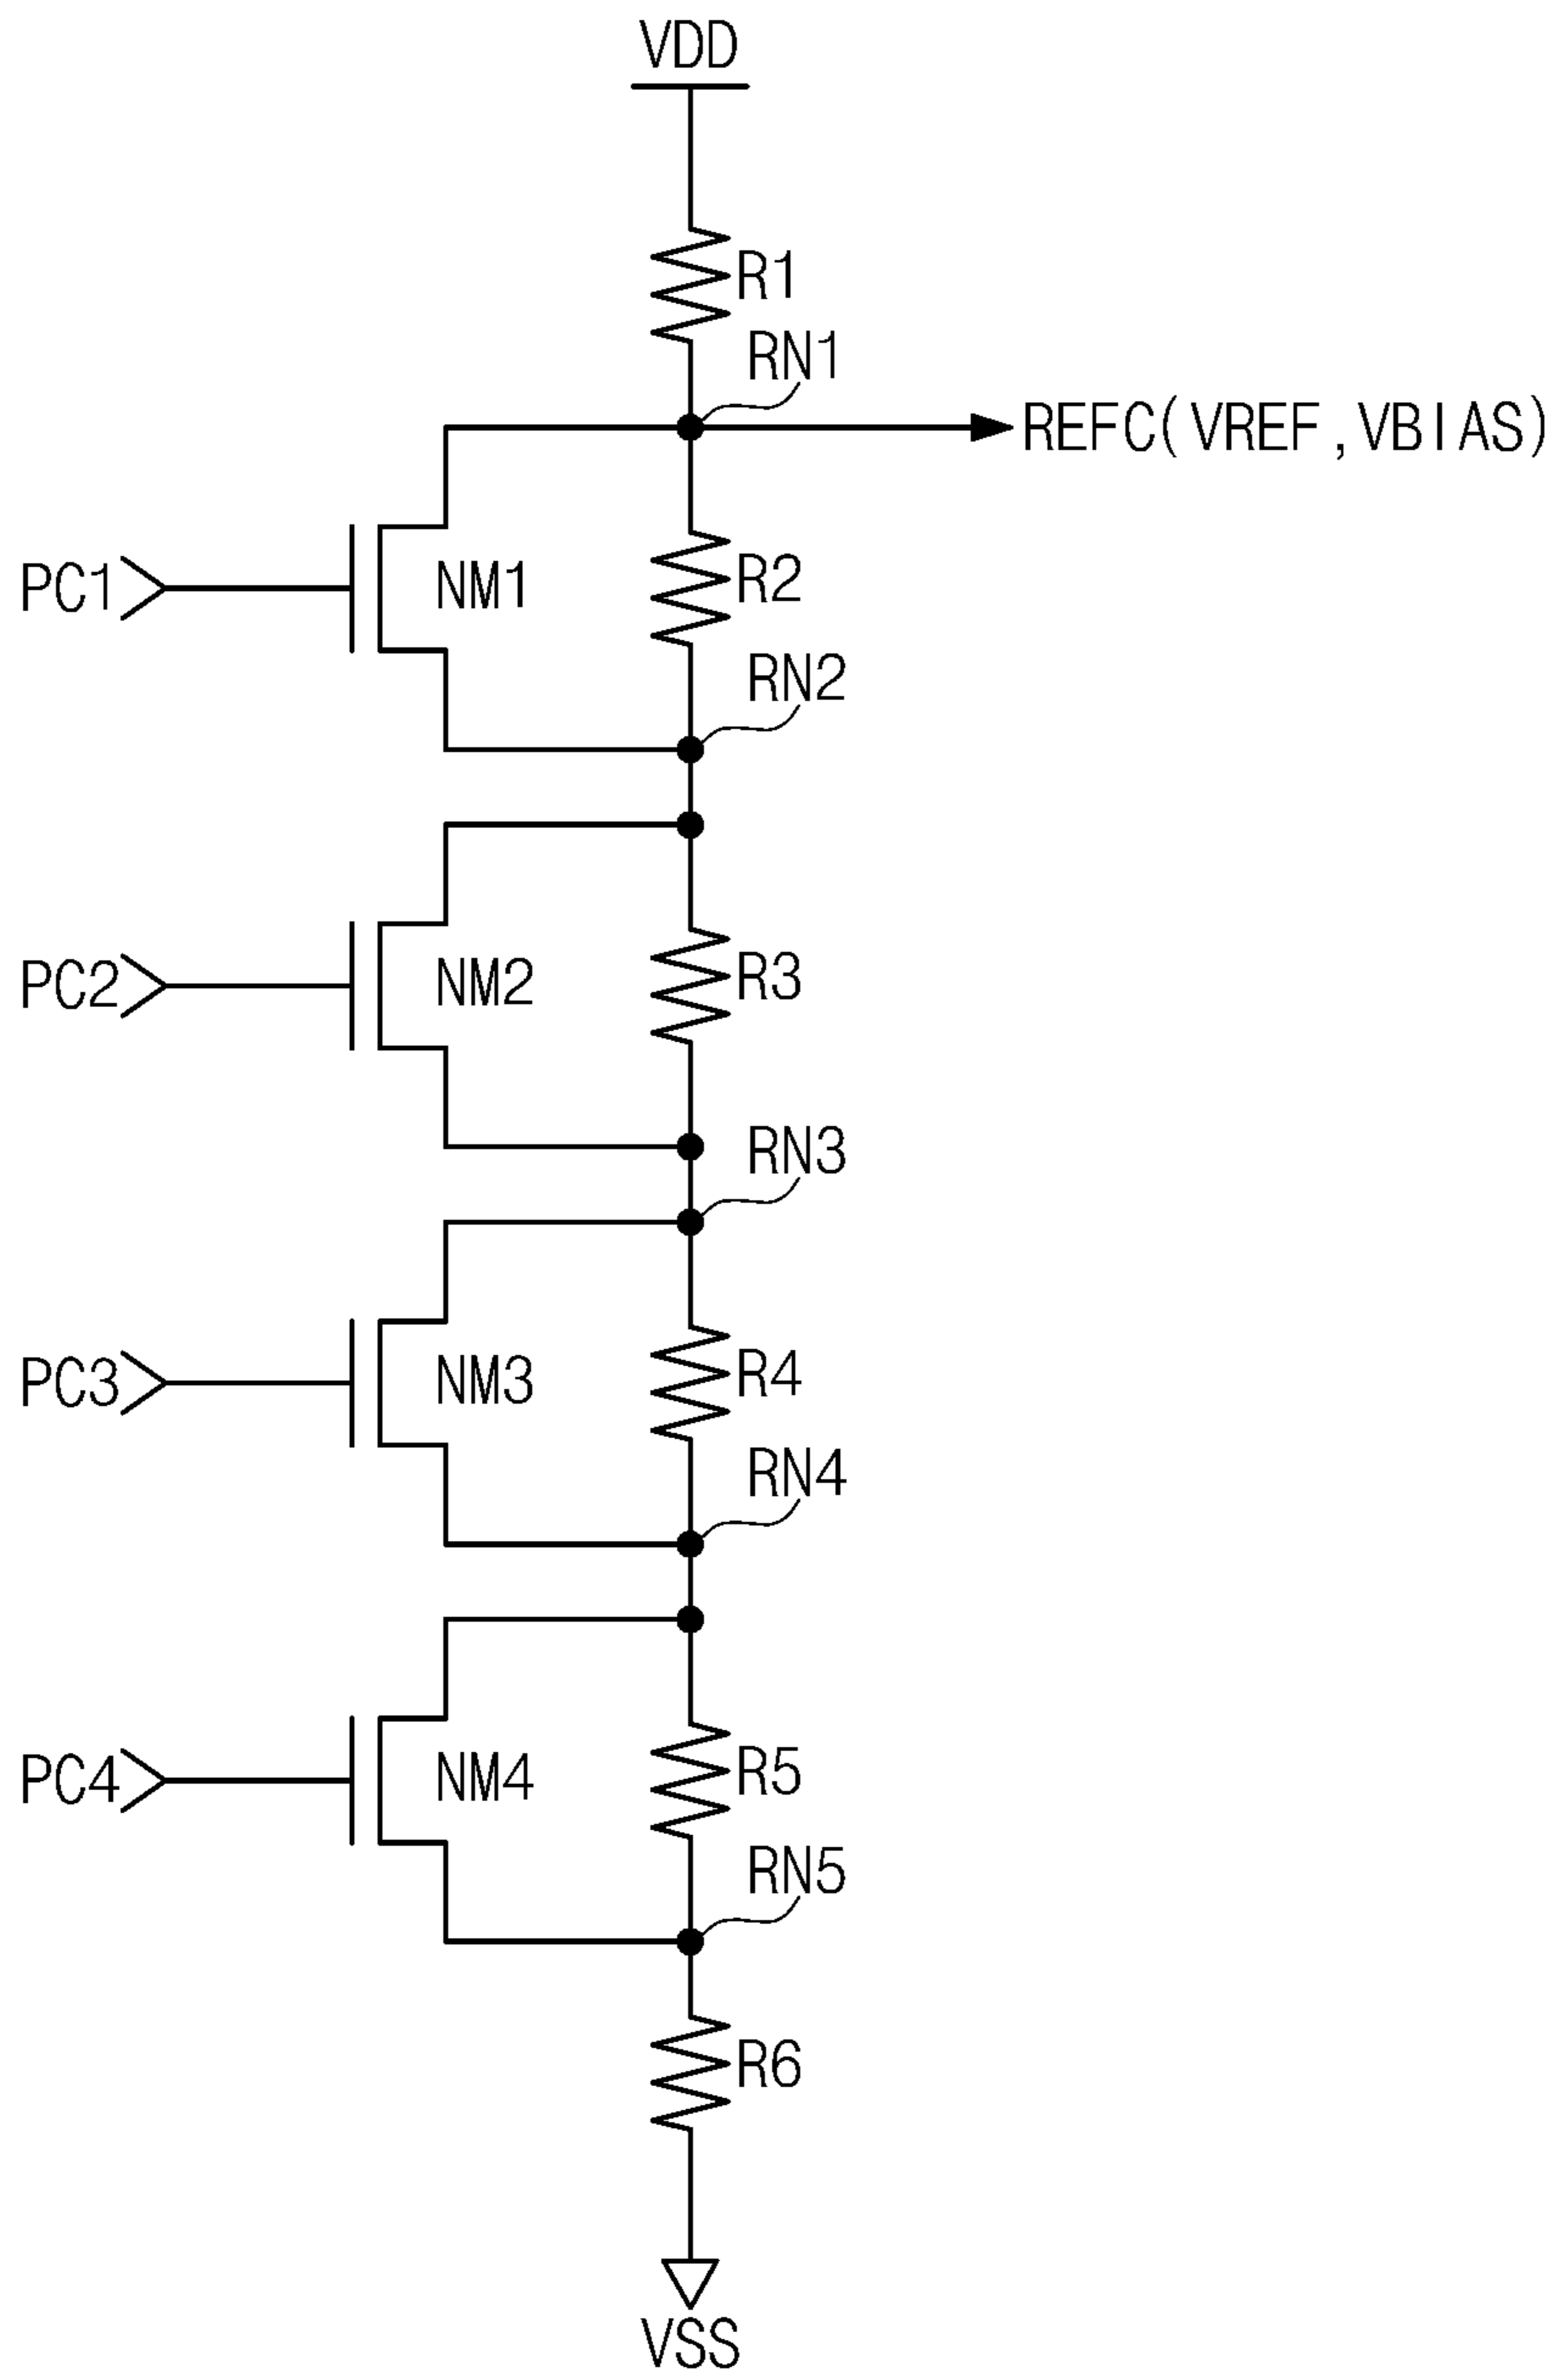 VDD
R1
RN1
REFC(VREF,VBIAS)
PC1
NM1
R2
RN2
PC2
NM2
R3
RN3
PC3
NM3
R4
RN4
PC4
NM4
R5
RN5
R6
VSS